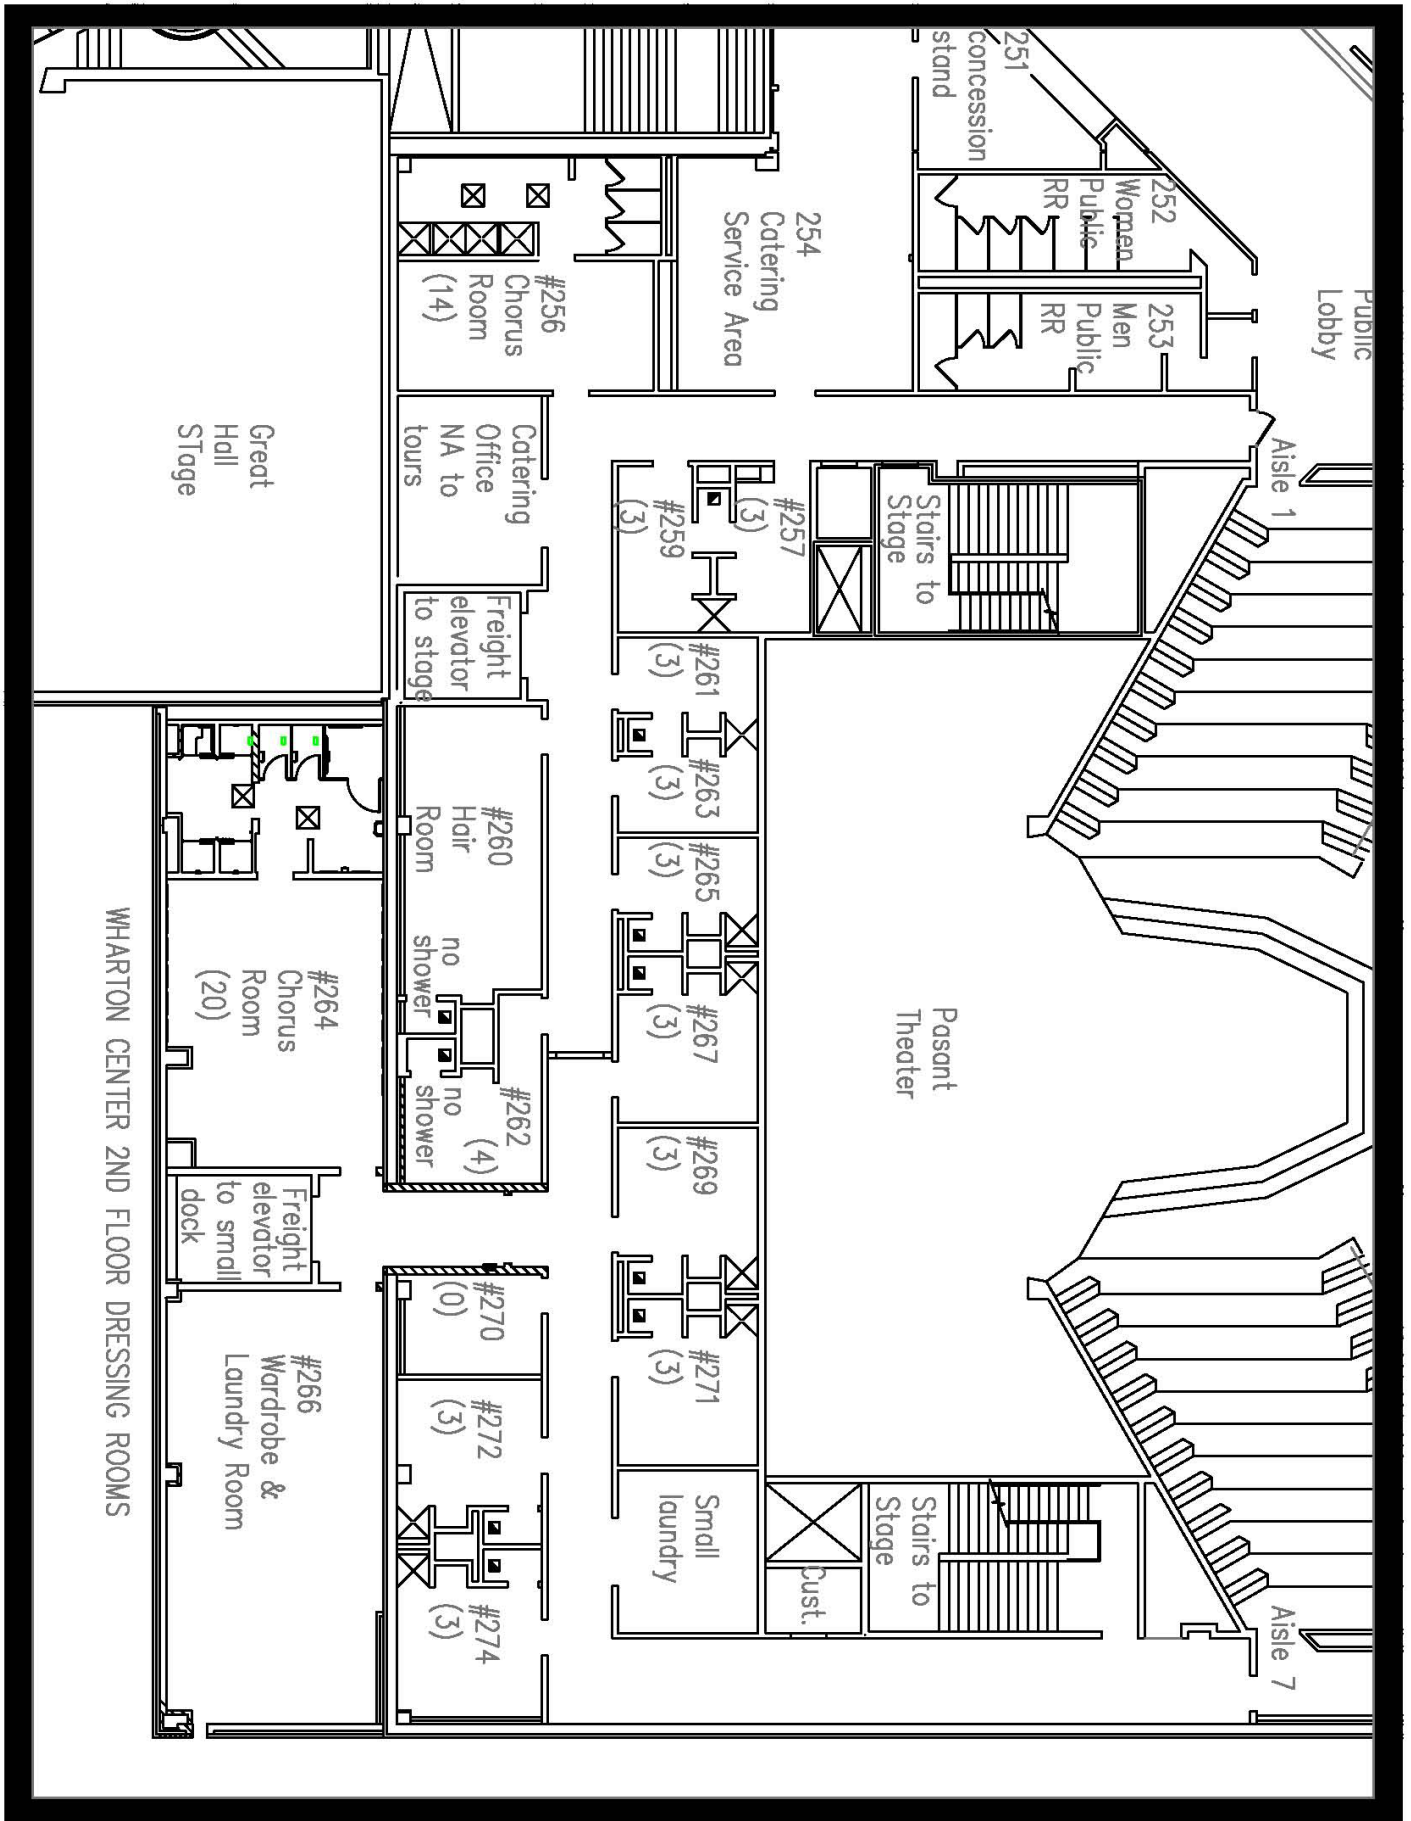 251
concession
stand
252
Women
Public
RR
253
Men
Public
RR
Public
Lobby
254
Catering
Service Area
#256
Chorus
Room
(14)
Great
Hall
STage
Catering
Office
NA to
tours
#257
(3)
#259
(3)
Stairs to
Stage
Aisle 1
Freight
elevator
to stage
#261
(3)
#263
(3)
#265
(3)
#267
(3)
#269
(3)
#271
(3)
Pasant
Theater
#260
Hair
Room
no
shower
#262
(4)
no
shower
#264
Chorus
Room
(20)
Freight
elevator
to small
dock
#270
(0)
#272
(3)
#274
(3)
#266
Wardrobe &
Laundry Room
Small
laundry
Stairs to
Stage
Cust.
Aisle 7
WHARTON CENTER 2ND FLOOR DRESSING ROOMS